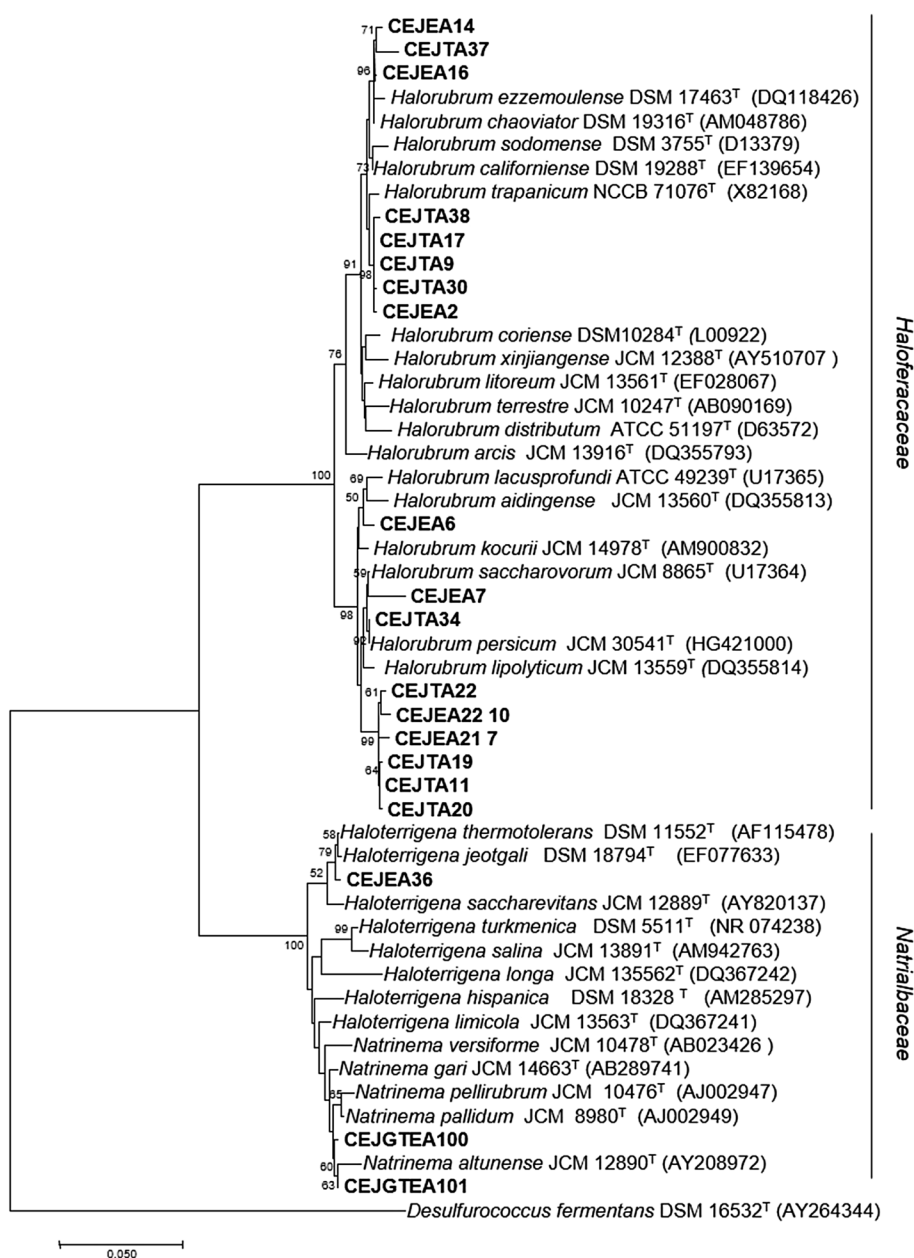 71
CEJEA14
CEJTA37
96
CEJEA16
Halorubrum ezzemoulense DSM 17463ᵀ (DQ118426)
Halorubrum chaoviator DSM 19316ᵀ (AM048786)
Halorubrum sodomense DSM 3755ᵀ (D13379)
73
Halorubrum californiense DSM 19288ᵀ (EF139654)
Halorubrum trapanicum NCCB 71076ᵀ (X82168)
CEJTA38
CEJTA17
91
CEJTA9
98
CEJTA30
CEJEA2
Halorubrum coriense DSM10284ᵀ (L00922)
76
Halorubrum xinjiangense JCM 12388ᵀ (AY510707 )
Halorubrum litoreum JCM 13561ᵀ (EF028067)
Halorubrum terrestre JCM 10247ᵀ (AB090169)
Halorubrum distributum ATCC 51197ᵀ (D63572)
Halorubrum arcis JCM 13916ᵀ (DQ355793)
100
69
Halorubrum lacusprofundi ATCC 49239ᵀ (U17365)
50
Halorubrum aidingense JCM 13560ᵀ (DQ355813)
CEJEA6
Halorubrum kocurii JCM 14978ᵀ (AM900832)
59
Halorubrum saccharovorum JCM 8865ᵀ (U17364)
CEJEA7
98
CEJTA34
92
Halorubrum persicum JCM 30541ᵀ (HG421000)
Halorubrum lipolyticum JCM 13559ᵀ (DQ355814)
61
CEJTA22
CEJEA22 10
99
CEJEA21 7
64
CEJTA19
CEJTA11
CEJTA20
Haloferacaceae
58
Haloterrigena thermotolerans DSM 11552ᵀ (AF115478)
79
Haloterrigena jeotgali DSM 18794ᵀ (EF077633)
52
CEJEA36
Haloterrigena saccharevitans JCM 12889ᵀ (AY820137)
99
Haloterrigena turkmenica DSM 5511ᵀ (NR 074238)
100
Haloterrigena salina JCM 13891ᵀ (AM942763)
Haloterrigena longa JCM 135562ᵀ (DQ367242)
Haloterrigena hispanica DSM 18328 ᵀ (AM285297)
Haloterrigena limicola JCM 13563ᵀ (DQ367241)
Natrinema versiforme JCM 10478ᵀ (AB023426 )
Natrinema gari JCM 14663ᵀ (AB289741)
65
Natrinema pellirubrum JCM 10476ᵀ (AJ002947)
Natrinema pallidum JCM 8980ᵀ (AJ002949)
CEJGTEA100
60
Natrinema altunense JCM 12890ᵀ (AY208972)
63
CEJGTEA101
Natrialbaceae
Desulfurococcus fermentans DSM 16532ᵀ (AY264344)
0.050